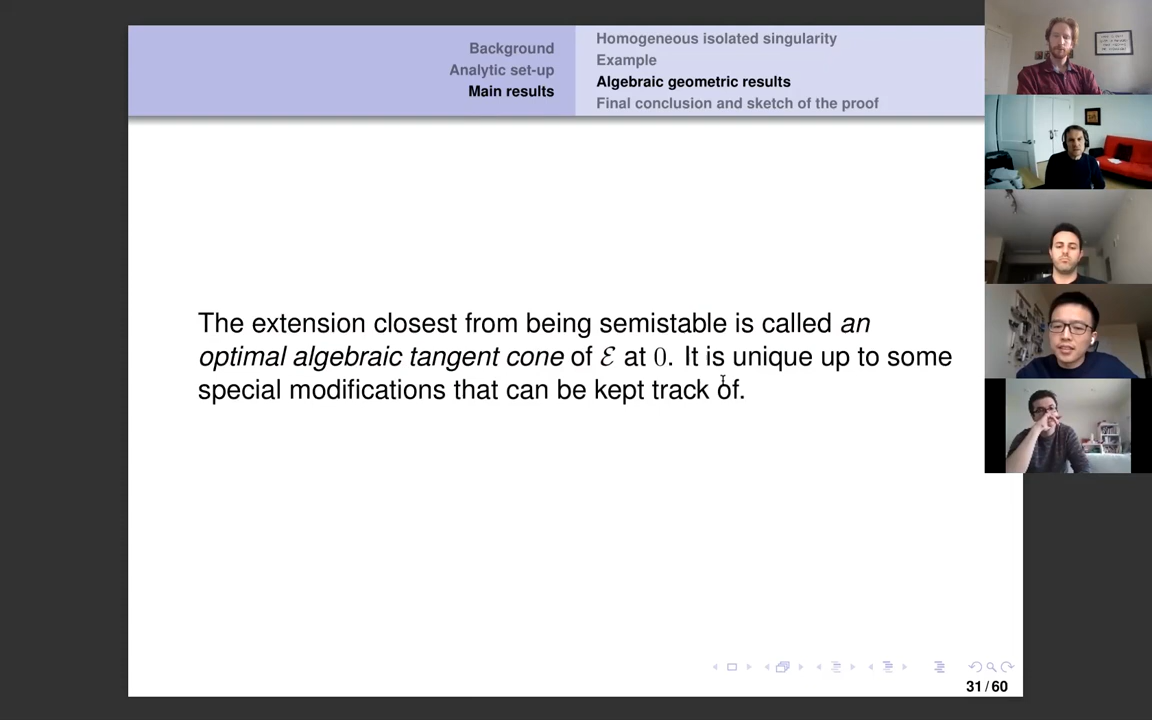 Background
Analytic set-up
Main results
Homogeneous isolated singularity
Example
Algebraic geometric results
Final conclusion and sketch of the proof
The extension closest from being semistable is called an
optimal algebraic tangent cone of ℰ at 0. It is unique up to some
special modifications that can be kept track of.
31/60